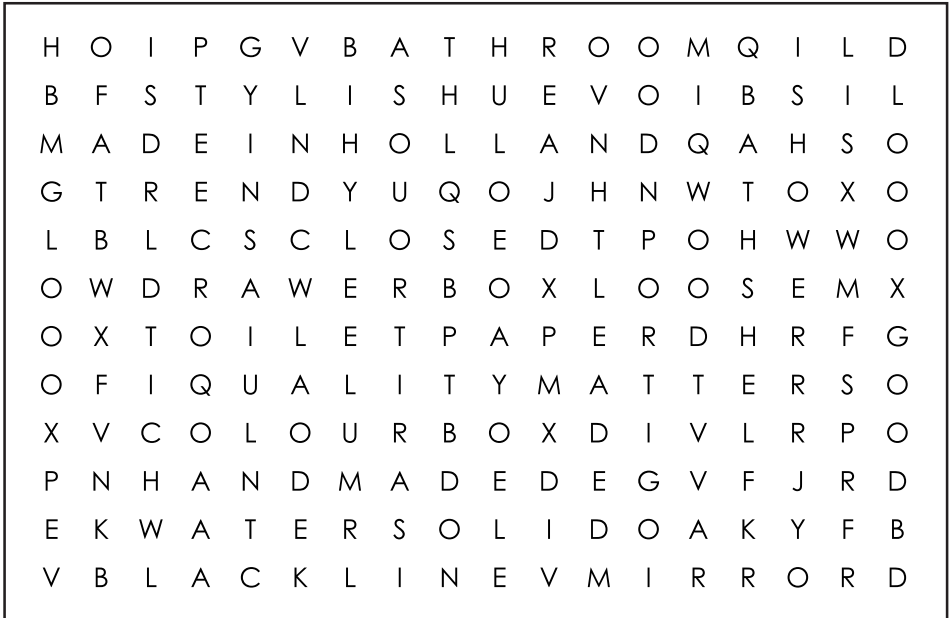 H O I P G V B A T H R O O M Q I L D
B F S T Y L I S H U E V O I B S I L
M A D E I N H O L L A N D Q A H S O
G T R E N D Y U Q O J H N W T O X O
L B L C S C L O S E D T P O H W W O
O W D R A W E R B O X L O O S E M X
O X T O I L E T P A P E R D H R F G
O F I Q U A L I T Y M A T T E R S O
X V C O L O U R B O X D I V L R P O
P N H A N D M A D E D E G V F J R D
E K W A T E R S O L I D O A K Y F B
V B L A C K L I N E V M I R R O R D